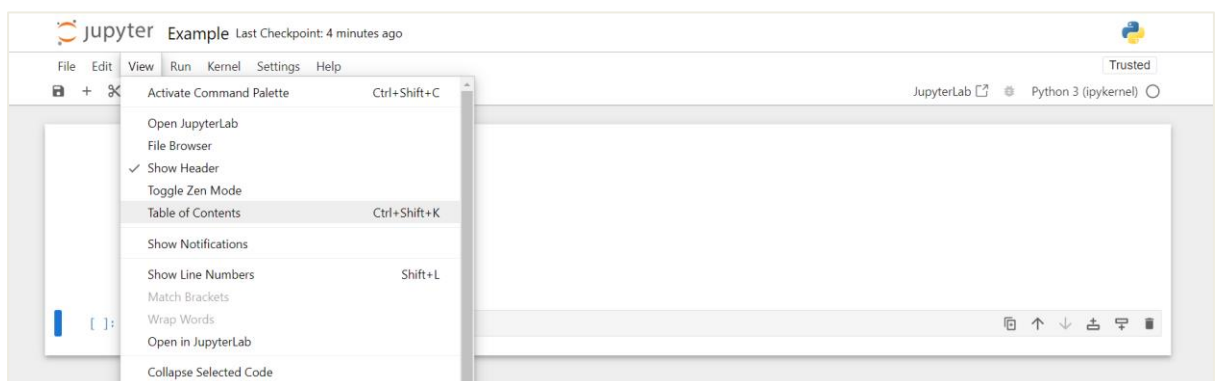 jupyter Example Last Checkpoint: 4 minutes ago
File Edit View Run Kernel Settings Help Trusted
JupyterLab Python 3 (ipykernel)
Activate Command Palette Ctrl+Shift+C
Open JupyterLab
File Browser
Show Header
Toggle Zen Mode
Table of Contents Ctrl+Shift+K
Show Notifications
Show Line Numbers Shift+L
Match Brackets
Wrap Words
[ ]:
Open in JupyterLab
Collapse Selected Code